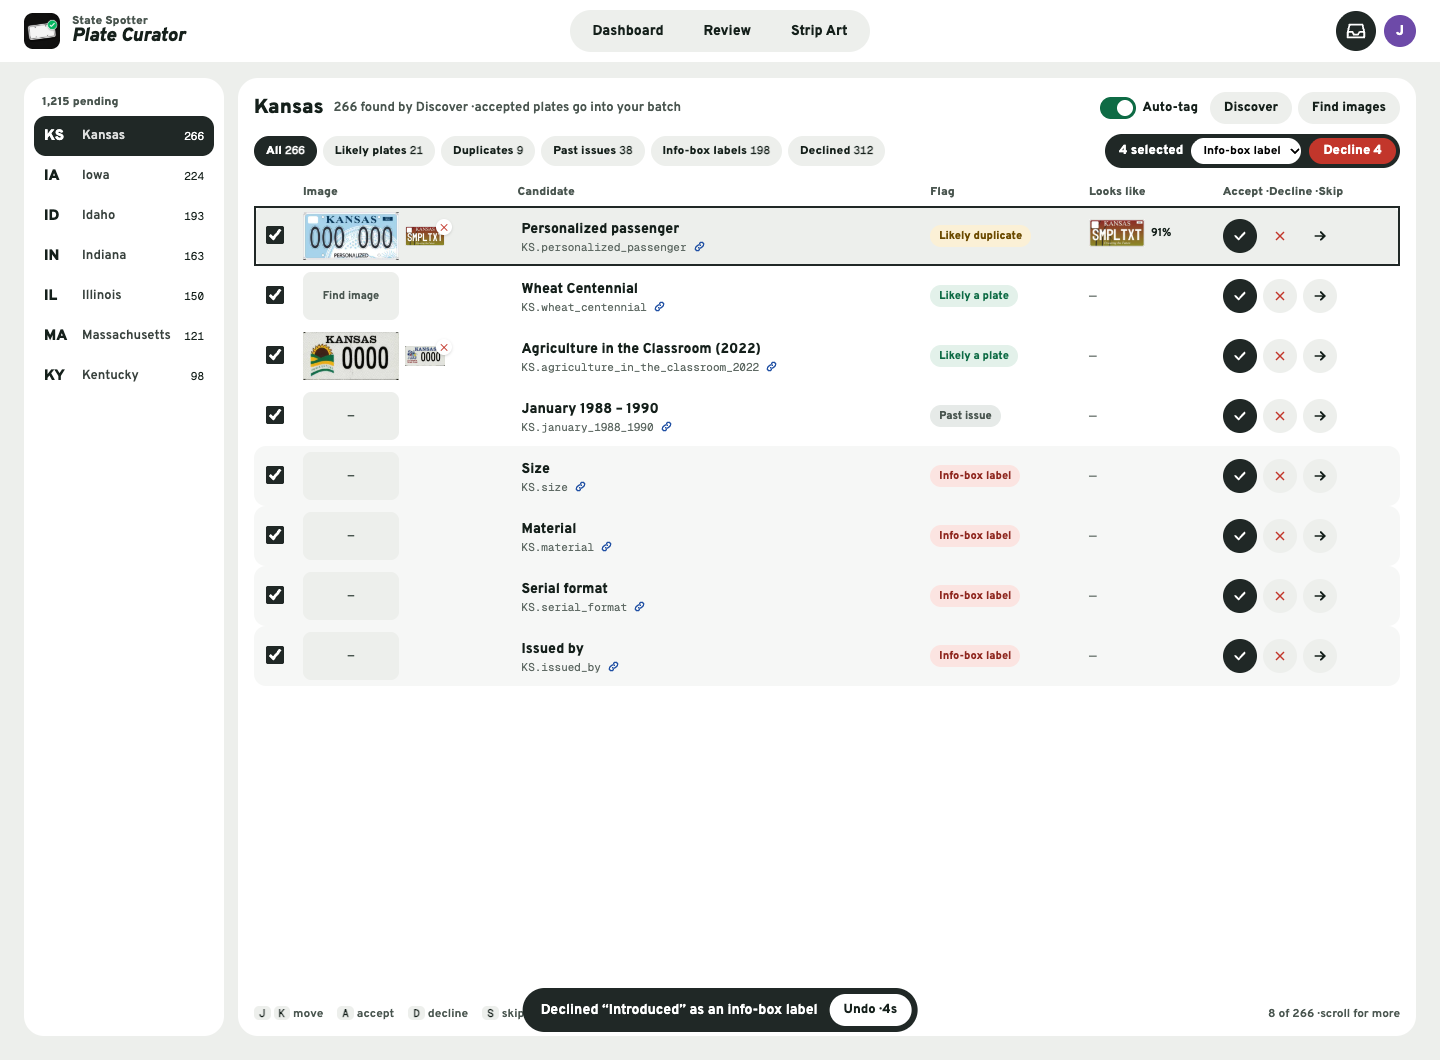 State Spotter
Plate Curator
Dashboard
Review
Strip Art
J
1,215 pending
KS Kansas 266
IA Iowa 224
ID Idaho 193
IN Indiana 163
IL Illinois 150
MA Massachusetts 121
KY Kentucky 98
Kansas 266 found by Discover ·accepted plates go into your batch
Auto-tag
Discover
Find images
All 266
Likely plates 21
Duplicates 9
Past issues 38
Info-box labels 198
Declined 312
4 selected
Info-box label
Decline 4
Image
Candidate
Flag
Looks like
Accept ·Decline ·Skip
KANSAS
000 000
PERSONALIZED
KANSAS
SMPLTXT
Personalized passenger
KS.personalized_passenger
Likely duplicate
KANSAS
SMPLTXT
91%
Find image
Wheat Centennial
KS.wheat_centennial
Likely a plate
–
KANSAS
0000
0000
Agriculture in the Classroom (2022)
KS.agriculture_in_the_classroom_2022
Likely a plate
–
–
January 1988 – 1990
KS.january_1988_1990
Past issue
–
–
Size
KS.size
Info-box label
–
–
Material
KS.material
Info-box label
–
–
Serial format
KS.serial_format
Info-box label
–
–
Issued by
KS.issued_by
Info-box label
–
J K move A accept D decline S skip
Declined “Introduced” as an info-box label
Undo ·4s
8 of 266 ·scroll for more